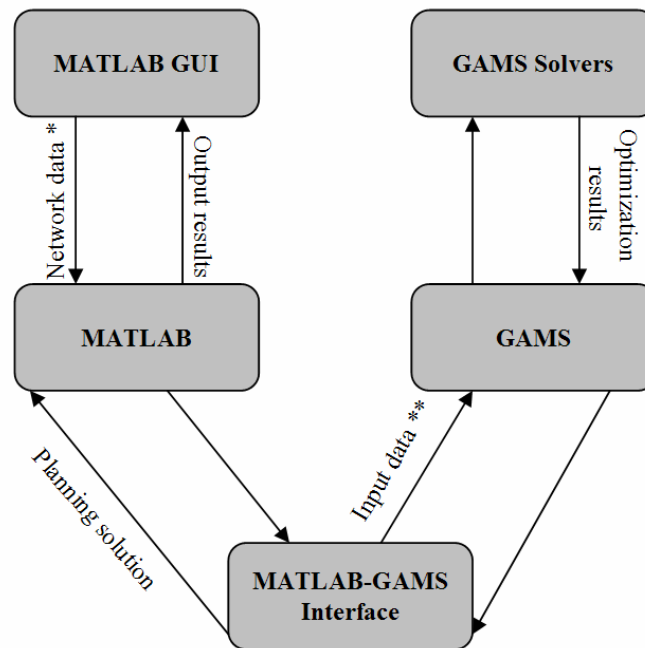 MATLAB GUI
GAMS Solvers
Network data *
Output results
Optimization
results
MATLAB
GAMS
Planning solution
Input data **
MATLAB-GAMS
Interface